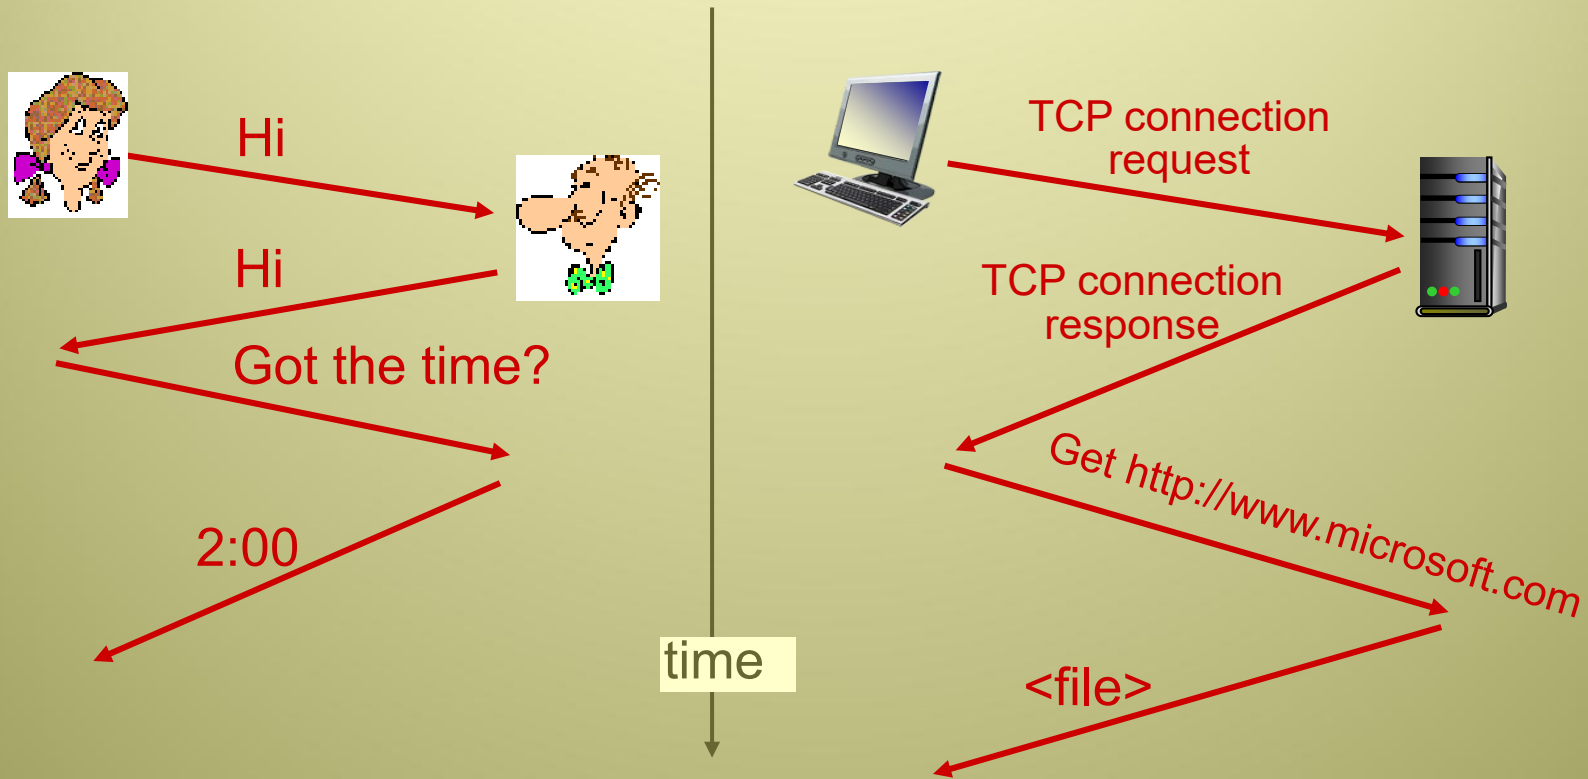 Hi
Hi
Got the time?
2:00
time
TCP connection
request
TCP connection
response
Get http://www.microsoft.com
<file>